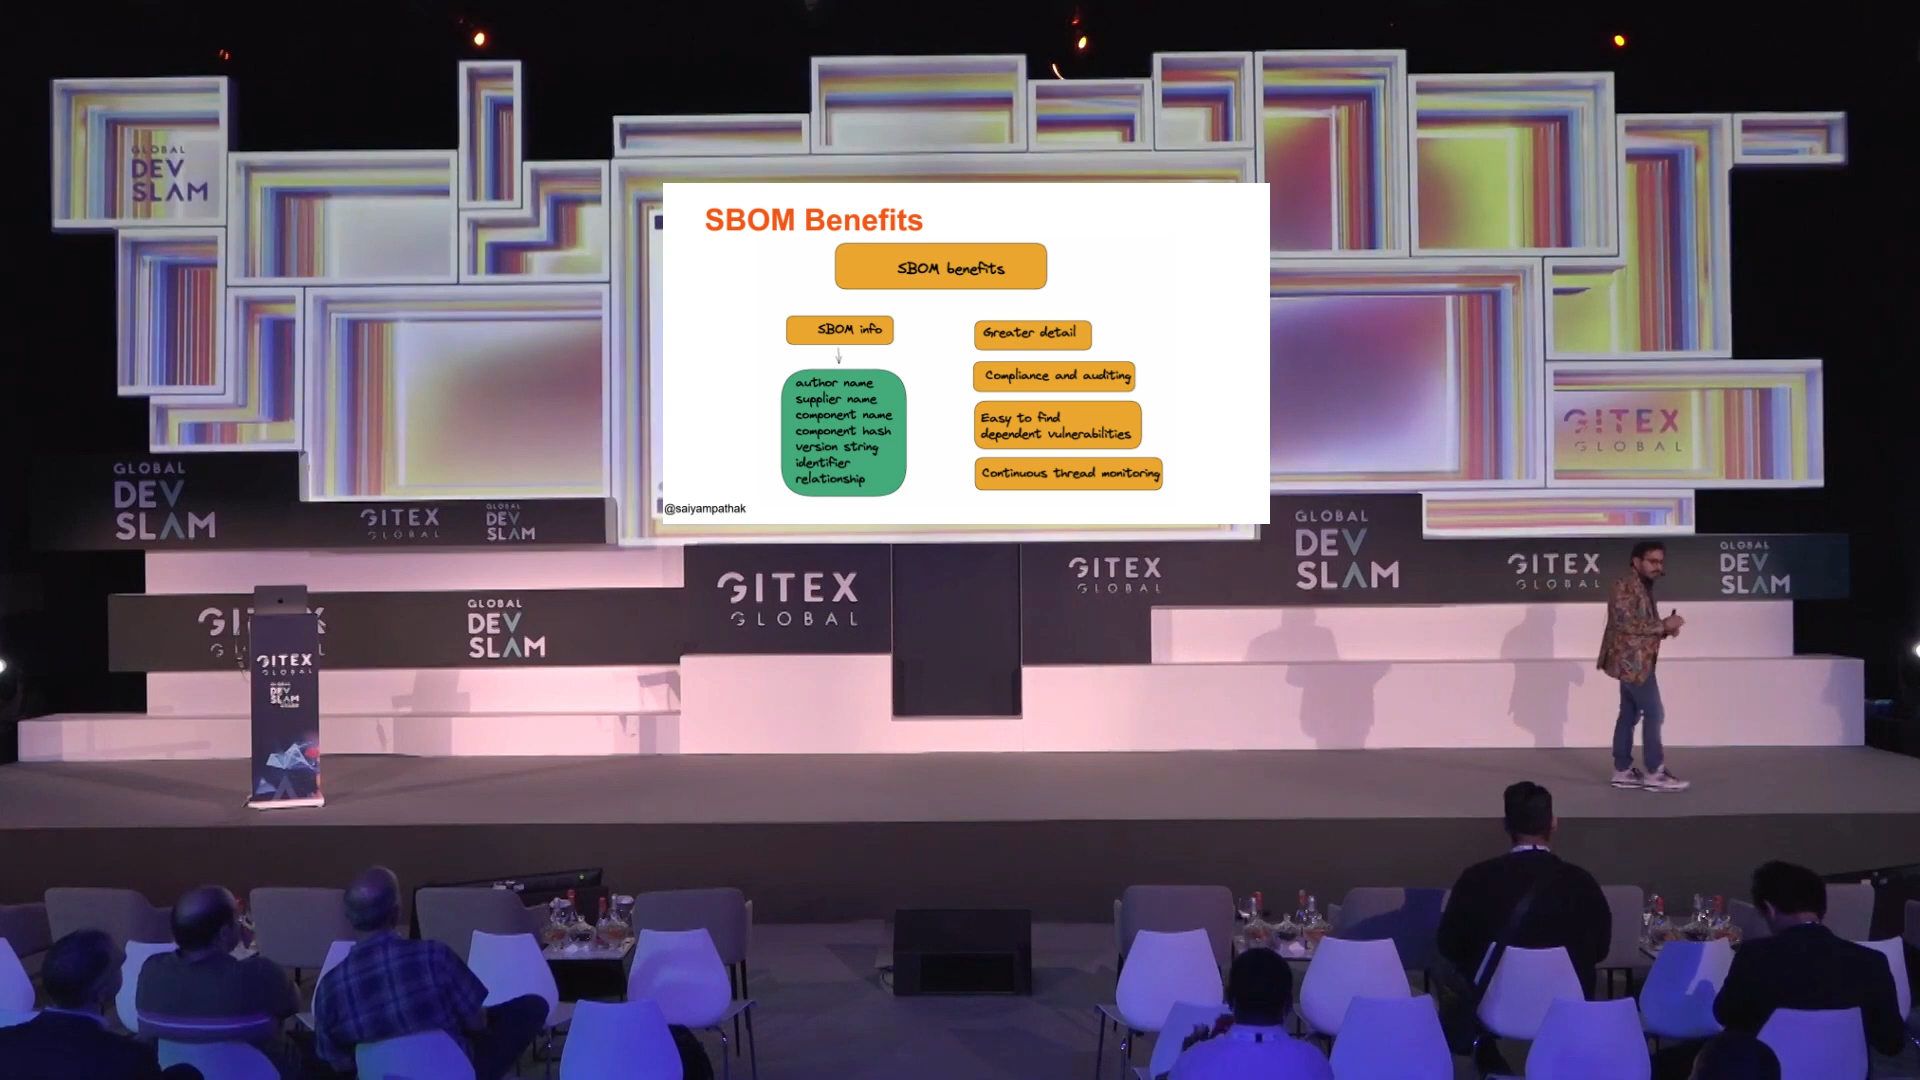 GLOBAL
DEV
SLAM
SBOM Benefits
SBOM benefits
SBOM info
author name
supplier name
component name
component hash
version string
identifier
relationship
Greater detail
Compliance and auditing
Easy to find
dependent vulnerabilities
Continuous thread monitoring
@saiyampathak
GITEX
GLOBAL
GLOBAL
DEV
SLAM
GITEX
GLOBAL
GLOBAL
DEV
SLAM
GITEX
GLOBAL
GITEX
GLOBAL
GLOBAL
DEV
SLAM
GITEX
GLOBAL
GLOBAL
DEV
SLAM
GLOBAL
DEV
SLAM
GITEX
GLOBAL
DEV
SLAM